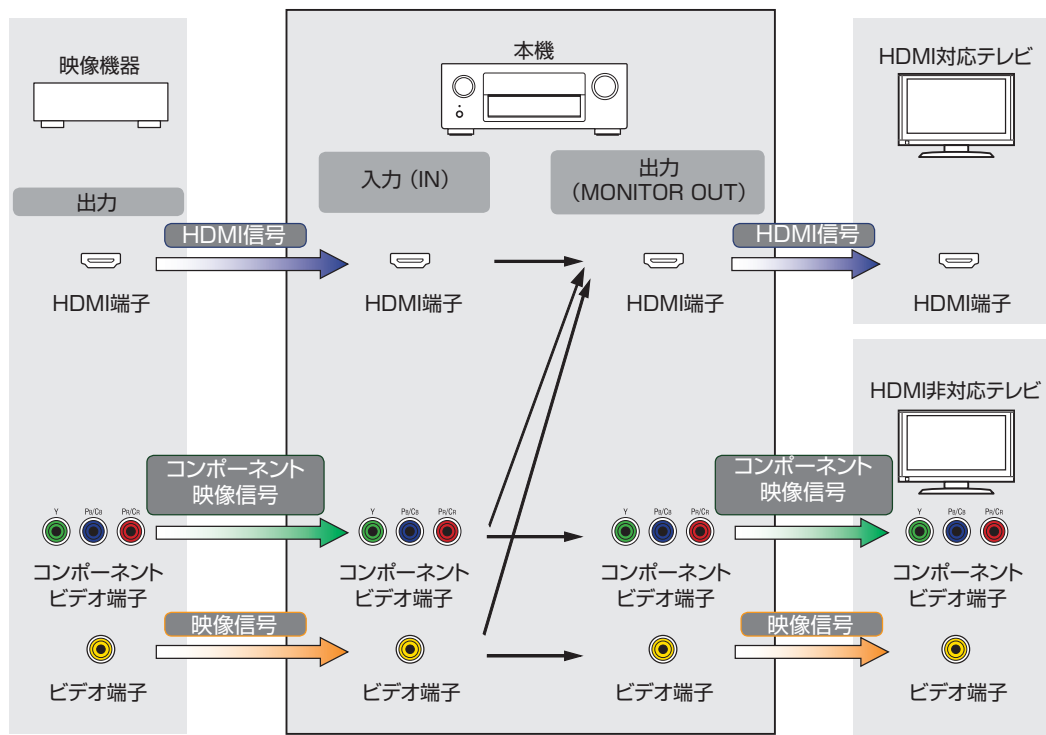 映像機器
本機
HDMI対応テレビ
出力
入力（IN）
出力
（MONITOR OUT）
HDMI信号
HDMI信号
HDMI端子
HDMI端子
HDMI端子
HDMI端子
HDMI非対応テレビ
コンポーネント
映像信号
コンポーネント
映像信号
Y PB/CB PR/CR
Y PB/CB PR/CR
Y PB/CB PR/CR
Y PB/CB PR/CR
コンポーネント
ビデオ端子
コンポーネント
ビデオ端子
コンポーネント
ビデオ端子
コンポーネント
ビデオ端子
映像信号
映像信号
ビデオ端子
ビデオ端子
ビデオ端子
ビデオ端子